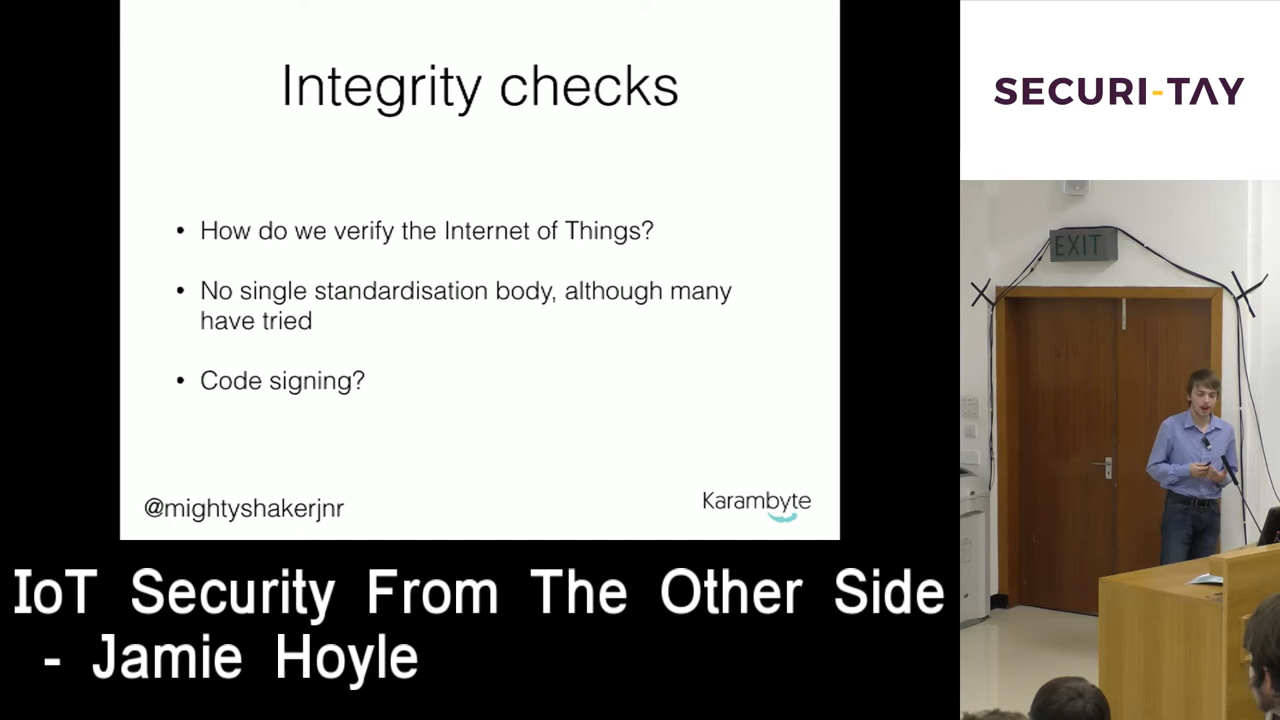 Integrity checks
• How do we verify the Internet of Things?
• No single standardisation body, although many
have tried
• Code signing?
@mightyshakerjnr
Karambyte
IoT Security From The Other Side
- Jamie Hoyle
SECURI-TAY
EXIT